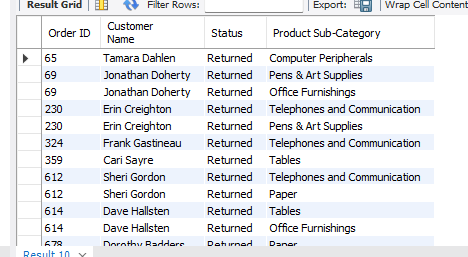 Result Grid Filter Rows: Export: Wrap Cell Content
Order ID Customer Name Status Product Sub-Category
65 Tamara Dahlen Returned Computer Peripherals
69 Jonathan Doherty Returned Pens & Art Supplies
69 Jonathan Doherty Returned Office Furnishings
230 Erin Creighton Returned Telephones and Communication
230 Erin Creighton Returned Pens & Art Supplies
324 Frank Gastineau Returned Telephones and Communication
359 Cari Sayre Returned Tables
612 Sheri Gordon Returned Telephones and Communication
612 Sheri Gordon Returned Paper
614 Dave Hallsten Returned Tables
614 Dave Hallsten Returned Office Furnishings
678 Dorothy Badders Returned Paper
Result 10